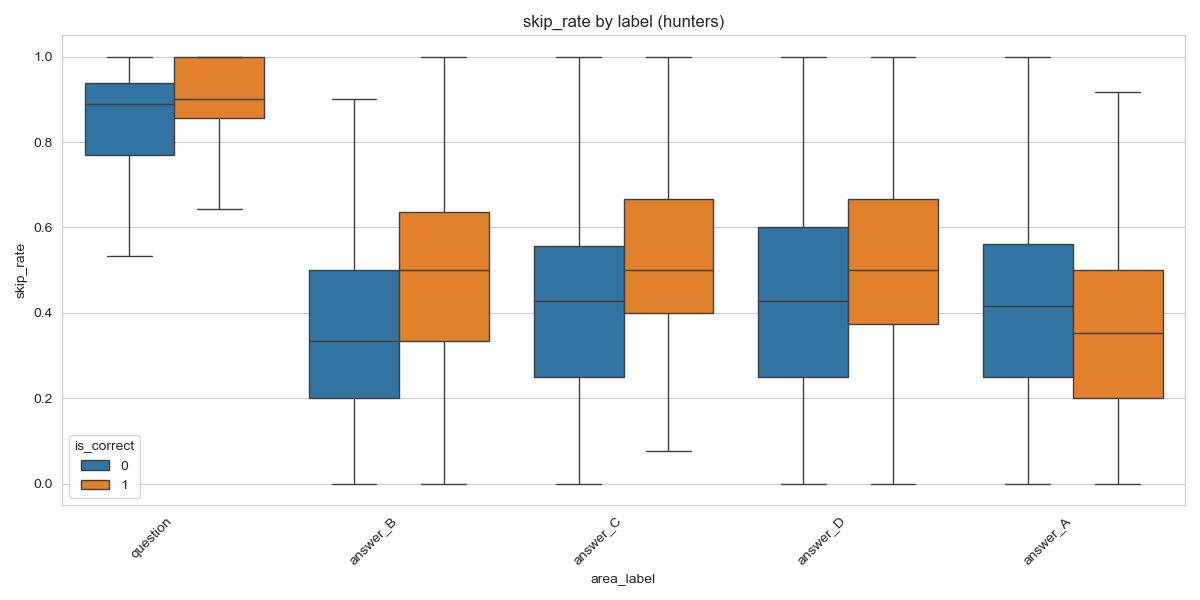 skip_rate by label (hunters)
skip_rate
1.0
0.8
0.6
0.4
0.2
0.0
is_correct
0
1
question
answer_B
answer_C
answer_D
answer_A
area_label